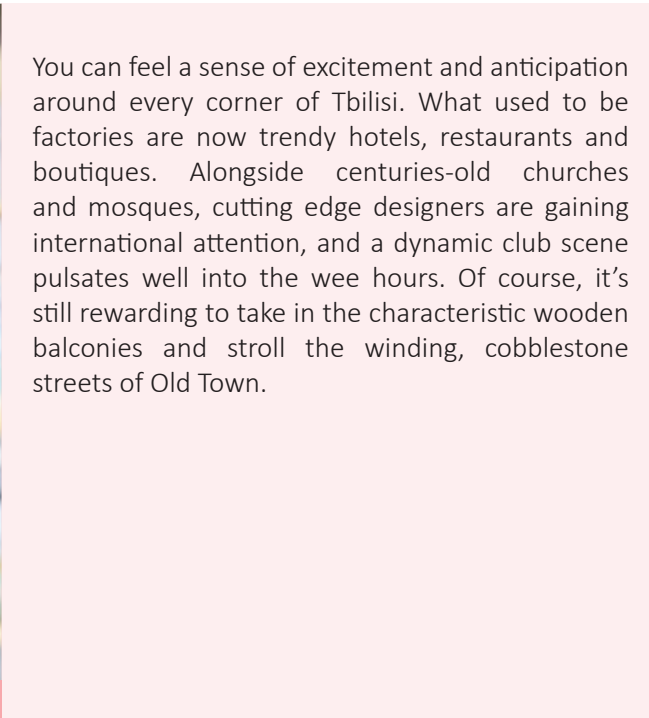 You can feel a sense of excitement and anticipation
around every corner of Tbilisi. What used to be
factories are now trendy hotels, restaurants and
boutiques. Alongside centuries-old churches
and mosques, cutting edge designers are gaining
international attention, and a dynamic club scene
pulsates well into the wee hours. Of course, it’s
still rewarding to take in the characteristic wooden
balconies and stroll the winding, cobblestone
streets of Old Town.